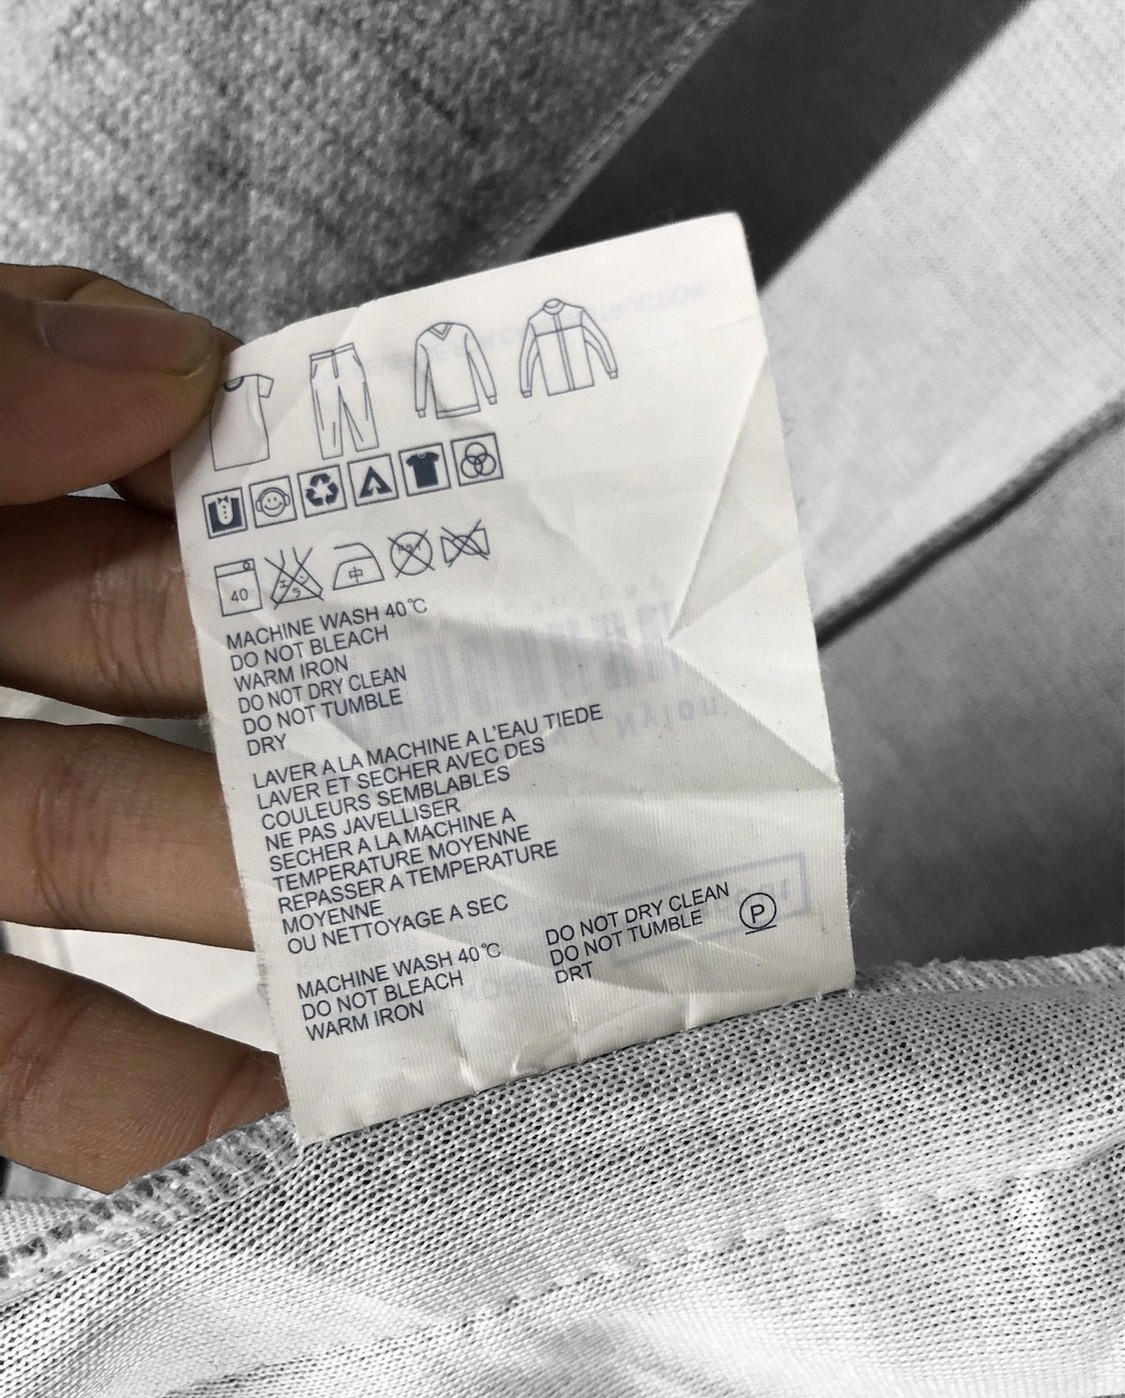 40
中
MACHINE WASH 40℃
DO NOT BLEACH
WARM IRON
DO NOT DRY CLEAN
DO NOT TUMBLE
DRY
LAVER A LA MACHINE A L'EAU TIEDE
LAVER ET SECHER AVEC DES
COULEURS SEMBLABLES
NE PAS JAVELLISER
SECHER A LA MACHINE A
TEMPERATURE MOYENNE
REPASSER A TEMPERATURE
MOYENNE
OU NETTOYAGE A SEC
MACHINE WASH 40℃
DO NOT BLEACH
WARM IRON
DO NOT DRY CLEAN
DO NOT TUMBLE
DRT
P